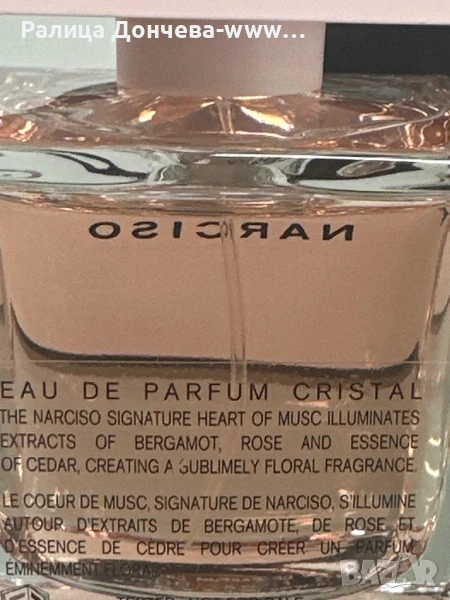 Ралица Дончева-www...
NARCISO
EAU DE PARFUM CRISTAL
THE NARCISO SIGNATURE HEART OF MUSC ILLUMINATES
EXTRACTS OF BERGAMOT, ROSE AND ESSENCE
OF CEDAR, CREATING A SUBLIMELY FLORAL FRAGRANCE.
LE COEUR DE MUSC, SIGNATURE DE NARCISO, S'ILLUMINE
AUTOUR D'EXTRAITS DE BERGAMOTE, DE ROSE ET
D'ESSENCE DE CÈDRE POUR CRÉER UN PARFUM
ÉMINEMMENT FLORAL
BAZAR